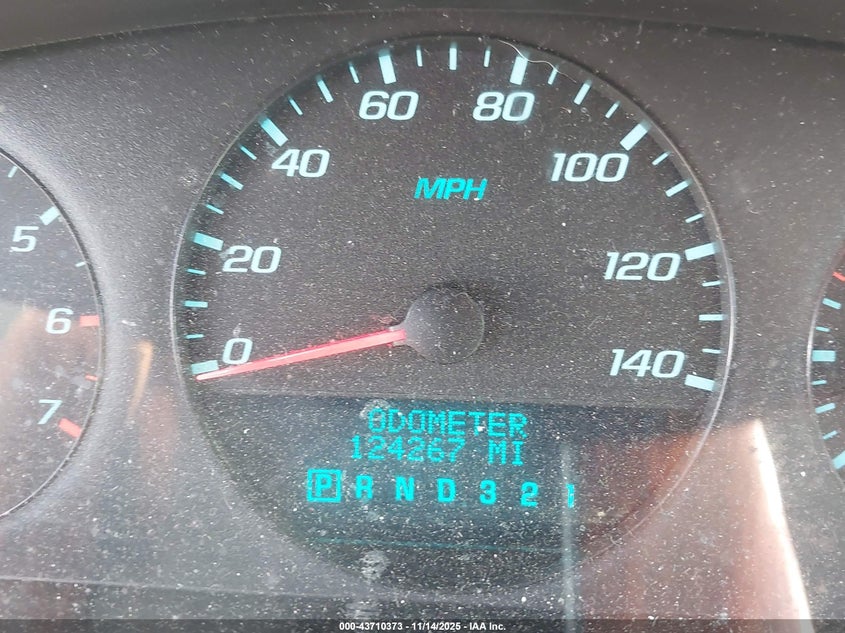 60 80
40 100
MPH
5 20 120
6
0 140
7
ODOMETER
124267 MI
P R N D 3 2 1
000-43710373 — 11/14/2025 — IAA Inc.